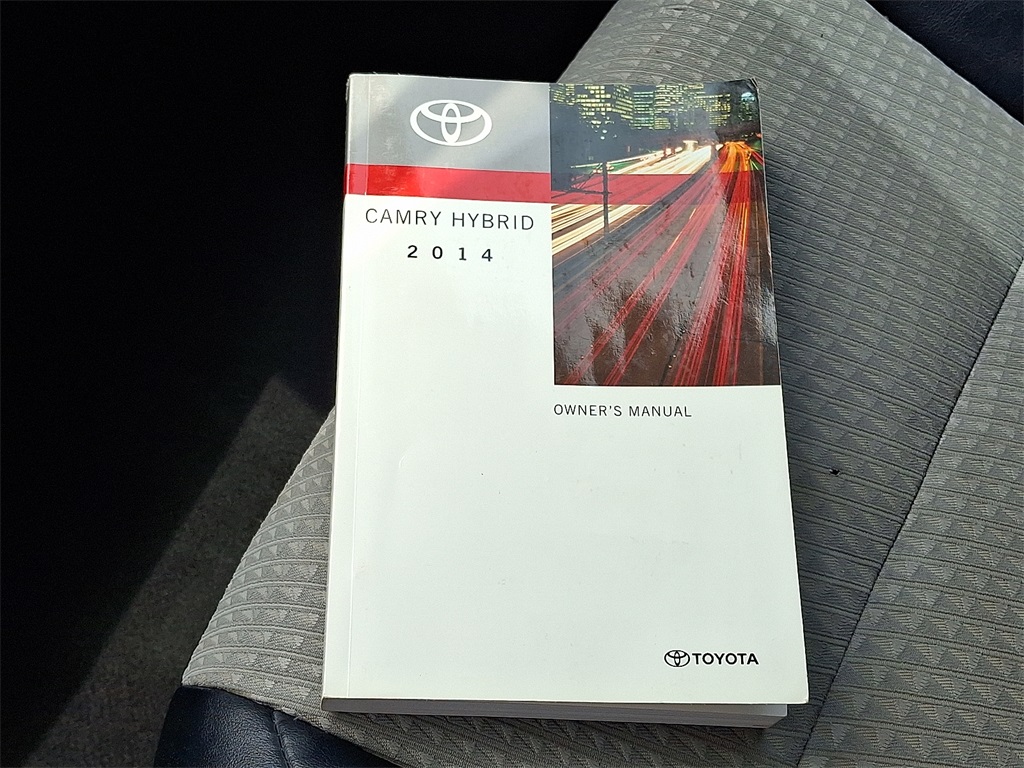 CAMRY HYBRID
2014
OWNER'S MANUAL
TOYOTA